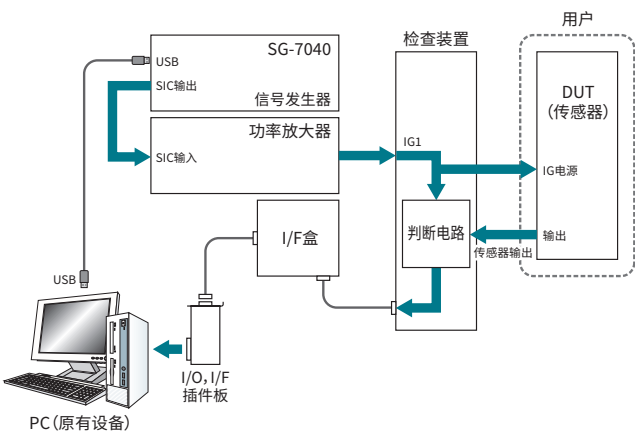 用户
SG-7040
USB
SIC输出
信号发生器
检查装置
DUT
（传感器）
功率放大器
SIC输入
IG1
IG电源
I/F盒
判断电路
输出
传感器输出
USB
I/O, I/F
插件板
PC（原有设备）